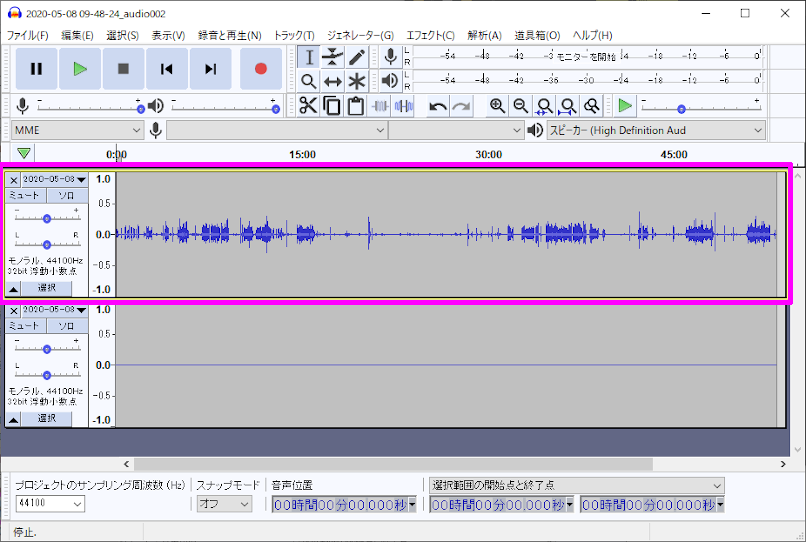 2020-05-08 09-48-24_audio002
ファイル(F) 編集(E) 選択(S) 表示(V) 録音と再生(N) トラック(T) ジェネレーター(G) エフェクト(C) 解析(A) 道具箱(O) ヘルプ(H)
L R -54 -48 -42 -3 モニターを開始 !4 -18 -12 -6 0
L R -54 -48 -42 -36 -30 -24 -18 -12 -6 0
MME スピーカー (High Definition Aud
0:00 15:00 30:00 45:00
2020-05-08 1.0
ミュート ソロ 0.5
- +
L R 0.0
モノラル、44100Hz -0.5
32bit 浮動小数点
選択 -1.0
2020-05-08 1.0
ミュート ソロ 0.5
- +
L R 0.0
モノラル、44100Hz -0.5
32bit 浮動小数点
選択 -1.0
プロジェクトのサンプリング周波数 (Hz) スナップモード 音声位置 選択範囲の開始点と終了点
44100 オフ 00時間00分00.000秒 00時間00分00.000秒 00時間00分00.000秒
停止.